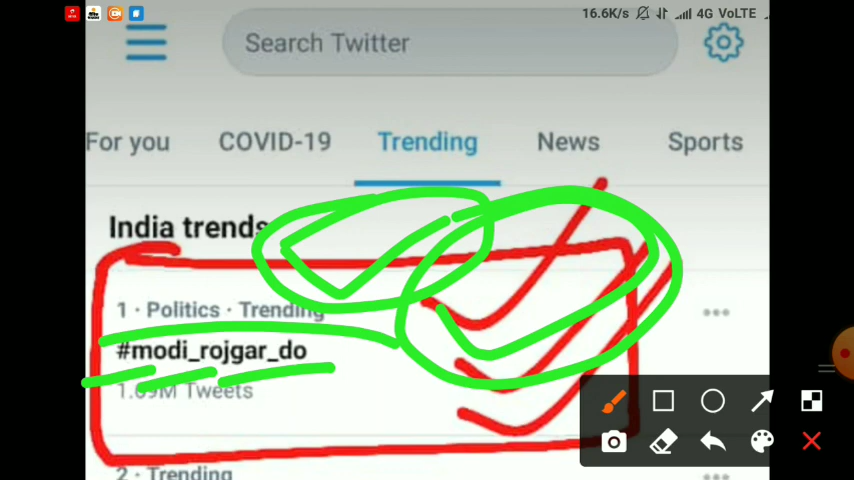 16.6K/s 4G VoLTE
Search Twitter
For you COVID-19 Trending News Sports
India trends
1 · Politics · Trending
#modi_rojgar_do
1.69M Tweets
2 · Trending